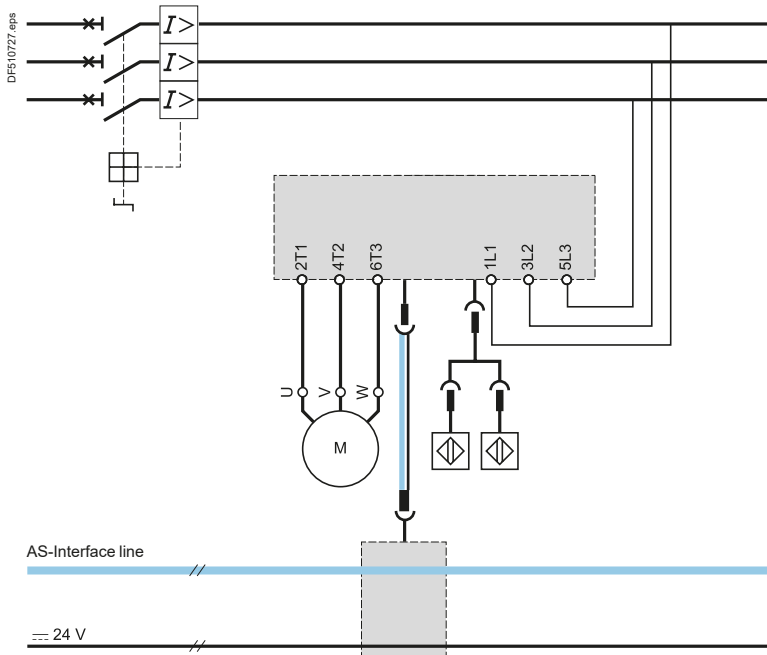 DF510727.eps
I >
I >
I >
2T1 4T2 6T3 1L1 3L2 5L3
U V W
M
AS-Interface line
24 V